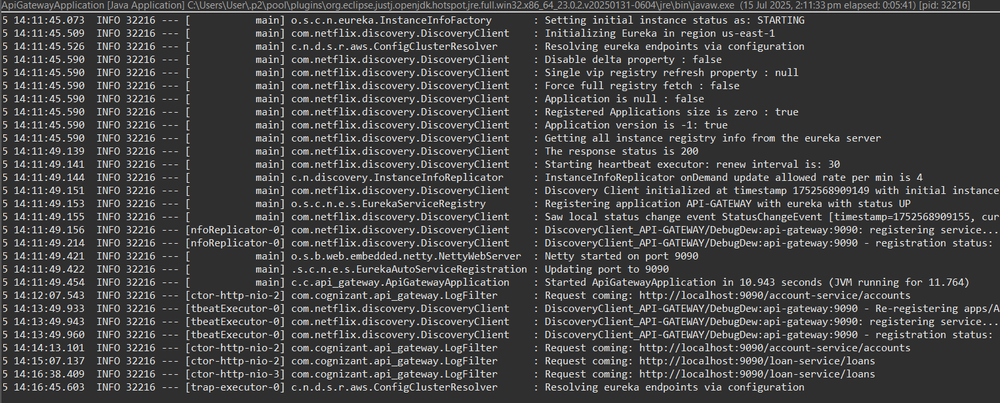 ApiGatewayApplication [Java Application] C:\Users\User\.p2\pool\plugins\org.eclipse.justj.openjdk.hotspot.jre.full.win32.x86_64_23.0.2.v20250131-0604\jre\bin\javaw.exe (15 Jul 2025, 2:11:33 pm elapsed: 0:05:41) [pid: 32216]
5 14:11:45.073  INFO 32216 --- [           main] o.s.c.n.eureka.InstanceInfoFactory       : Setting initial instance status as: STARTING
5 14:11:45.509  INFO 32216 --- [           main] com.netflix.discovery.DiscoveryClient    : Initializing Eureka in region us-east-1
5 14:11:45.526  INFO 32216 --- [           main] c.n.d.s.r.aws.ConfigClusterResolver      : Resolving eureka endpoints via configuration
5 14:11:45.590  INFO 32216 --- [           main] com.netflix.discovery.DiscoveryClient    : Disable delta property : false
5 14:11:45.590  INFO 32216 --- [           main] com.netflix.discovery.DiscoveryClient    : Single vip registry refresh property : null
5 14:11:45.590  INFO 32216 --- [           main] com.netflix.discovery.DiscoveryClient    : Force full registry fetch : false
5 14:11:45.590  INFO 32216 --- [           main] com.netflix.discovery.DiscoveryClient    : Application is null : false
5 14:11:45.590  INFO 32216 --- [           main] com.netflix.discovery.DiscoveryClient    : Registered Applications size is zero : true
5 14:11:45.590  INFO 32216 --- [           main] com.netflix.discovery.DiscoveryClient    : Application version is -1: true
5 14:11:45.590  INFO 32216 --- [           main] com.netflix.discovery.DiscoveryClient    : Getting all instance registry info from the eureka server
5 14:11:49.139  INFO 32216 --- [           main] com.netflix.discovery.DiscoveryClient    : The response status is 200
5 14:11:49.141  INFO 32216 --- [           main] com.netflix.discovery.DiscoveryClient    : Starting heartbeat executor: renew interval is: 30
5 14:11:49.144  INFO 32216 --- [           main] c.n.discovery.InstanceInfoReplicator     : InstanceInfoReplicator onDemand update allowed rate per min is 4
5 14:11:49.151  INFO 32216 --- [           main] com.netflix.discovery.DiscoveryClient    : Discovery Client initialized at timestamp 1752568909149 with initial instance
5 14:11:49.153  INFO 32216 --- [           main] o.s.c.n.e.s.EurekaServiceRegistry        : Registering application API-GATEWAY with eureka with status UP
5 14:11:49.155  INFO 32216 --- [           main] com.netflix.discovery.DiscoveryClient    : Saw local status change event StatusChangeEvent [timestamp=1752568909155, cur
5 14:11:49.156  INFO 32216 --- [nfoReplicator-0] com.netflix.discovery.DiscoveryClient    : DiscoveryClient_API-GATEWAY/DebugDew:api-gateway:9090: registering service...
5 14:11:49.214  INFO 32216 --- [nfoReplicator-0] com.netflix.discovery.DiscoveryClient    : DiscoveryClient_API-GATEWAY/DebugDew:api-gateway:9090 - registration status:
5 14:11:49.421  INFO 32216 --- [           main] o.s.b.web.embedded.netty.NettyWebServer  : Netty started on port 9090
5 14:11:49.422  INFO 32216 --- [           main] .s.c.n.e.s.EurekaAutoServiceRegistration : Updating port to 9090
5 14:11:49.454  INFO 32216 --- [           main] c.c.api_gateway.ApiGatewayApplication    : Started ApiGatewayApplication in 10.943 seconds (JVM running for 11.764)
5 14:12:07.543  INFO 32216 --- [ctor-http-nio-2] com.cognizant.api_gateway.LogFilter      : Request coming: http://localhost:9090/account-service/accounts
5 14:13:49.933  INFO 32216 --- [tbeatExecutor-0] com.netflix.discovery.DiscoveryClient    : DiscoveryClient_API-GATEWAY/DebugDew:api-gateway:9090 - Re-registering apps/A
5 14:13:49.943  INFO 32216 --- [tbeatExecutor-0] com.netflix.discovery.DiscoveryClient    : DiscoveryClient_API-GATEWAY/DebugDew:api-gateway:9090: registering service...
5 14:13:49.960  INFO 32216 --- [tbeatExecutor-0] com.netflix.discovery.DiscoveryClient    : DiscoveryClient_API-GATEWAY/DebugDew:api-gateway:9090 - registration status:
5 14:14:13.101  INFO 32216 --- [ctor-http-nio-2] com.cognizant.api_gateway.LogFilter      : Request coming: http://localhost:9090/account-service/accounts
5 14:15:07.137  INFO 32216 --- [ctor-http-nio-2] com.cognizant.api_gateway.LogFilter      : Request coming: http://localhost:9090/loan-service/loans
5 14:16:38.409  INFO 32216 --- [ctor-http-nio-3] com.cognizant.api_gateway.LogFilter      : Request coming: http://localhost:9090/loan-service/loans
5 14:16:45.603  INFO 32216 --- [trap-executor-0] c.n.d.s.r.aws.ConfigClusterResolver      : Resolving eureka endpoints via configuration